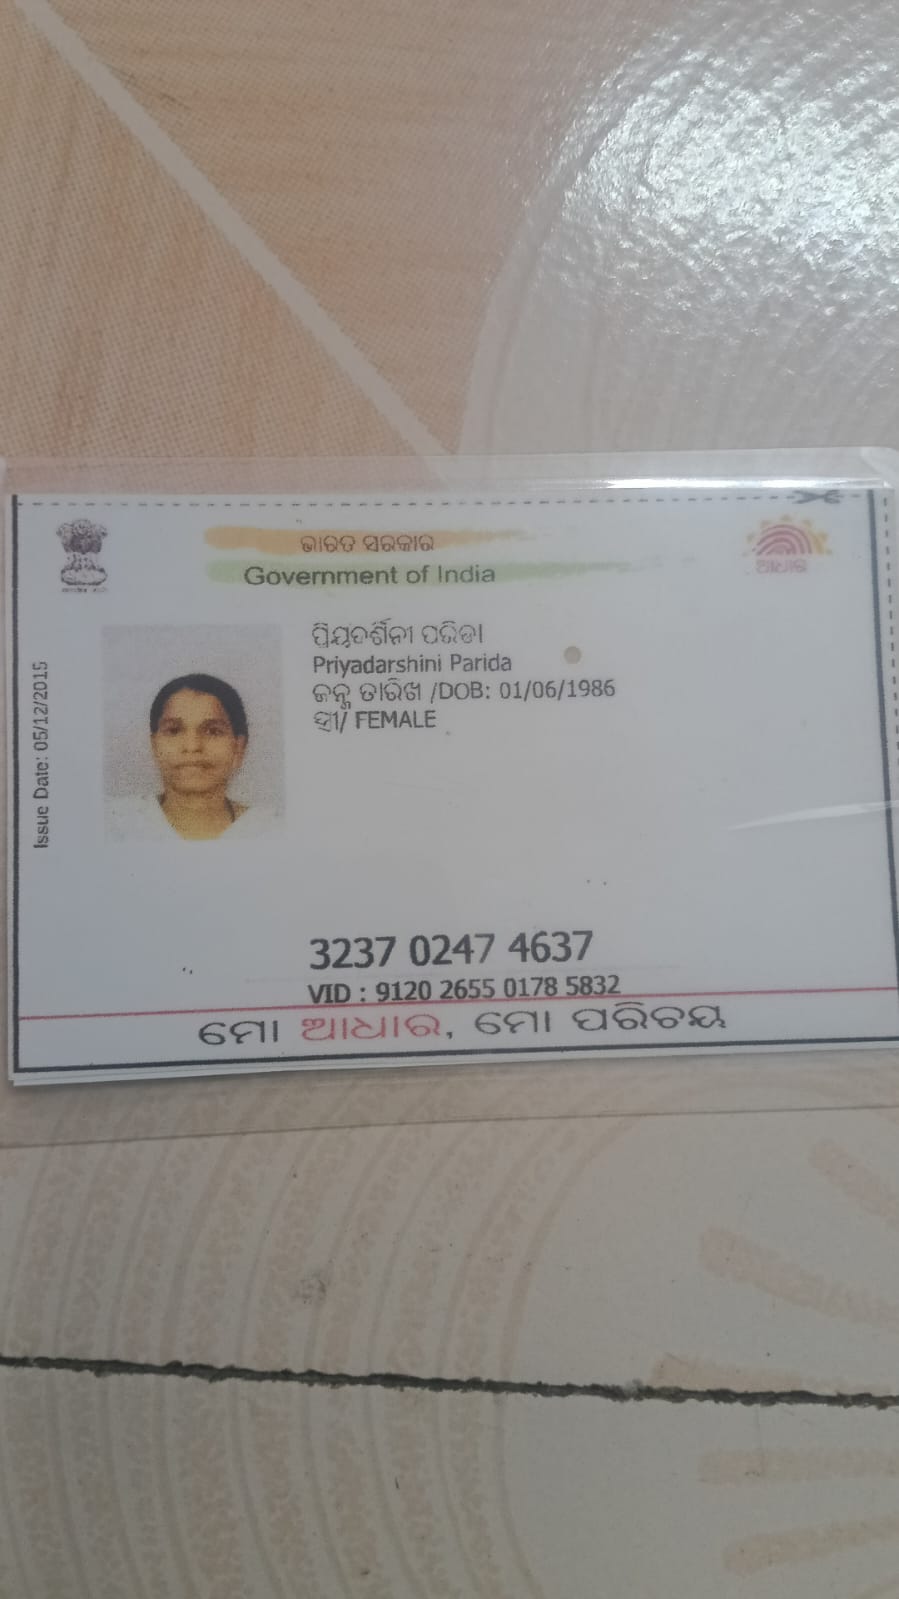 ଭାରତ ସରକାର
Government of India
ଆଧାର
ପ୍ରିୟଦର୍ଶିନୀ ପରିଡା
Priyadarshini Parida
ଜନ୍ମ ତାରିଖ /DOB: 01/06/1986
ସ୍ତ୍ରୀ/ FEMALE
Issue Date: 05/12/2015
3237 0247 4637
VID : 9120 2655 0178 5832
ମୋ ଆଧାର, ମୋ ପରିଚୟ